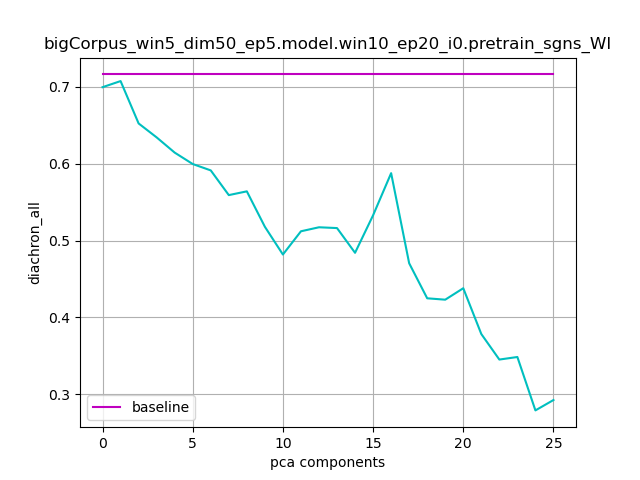 bigCorpus_win5_dim50_ep5.model.win10_ep20_i0.pretrain_sgns_WI
0.7
0.6
0.5
0.4
0.3
diachron_all
baseline
0 5 10 15 20 25
pca components